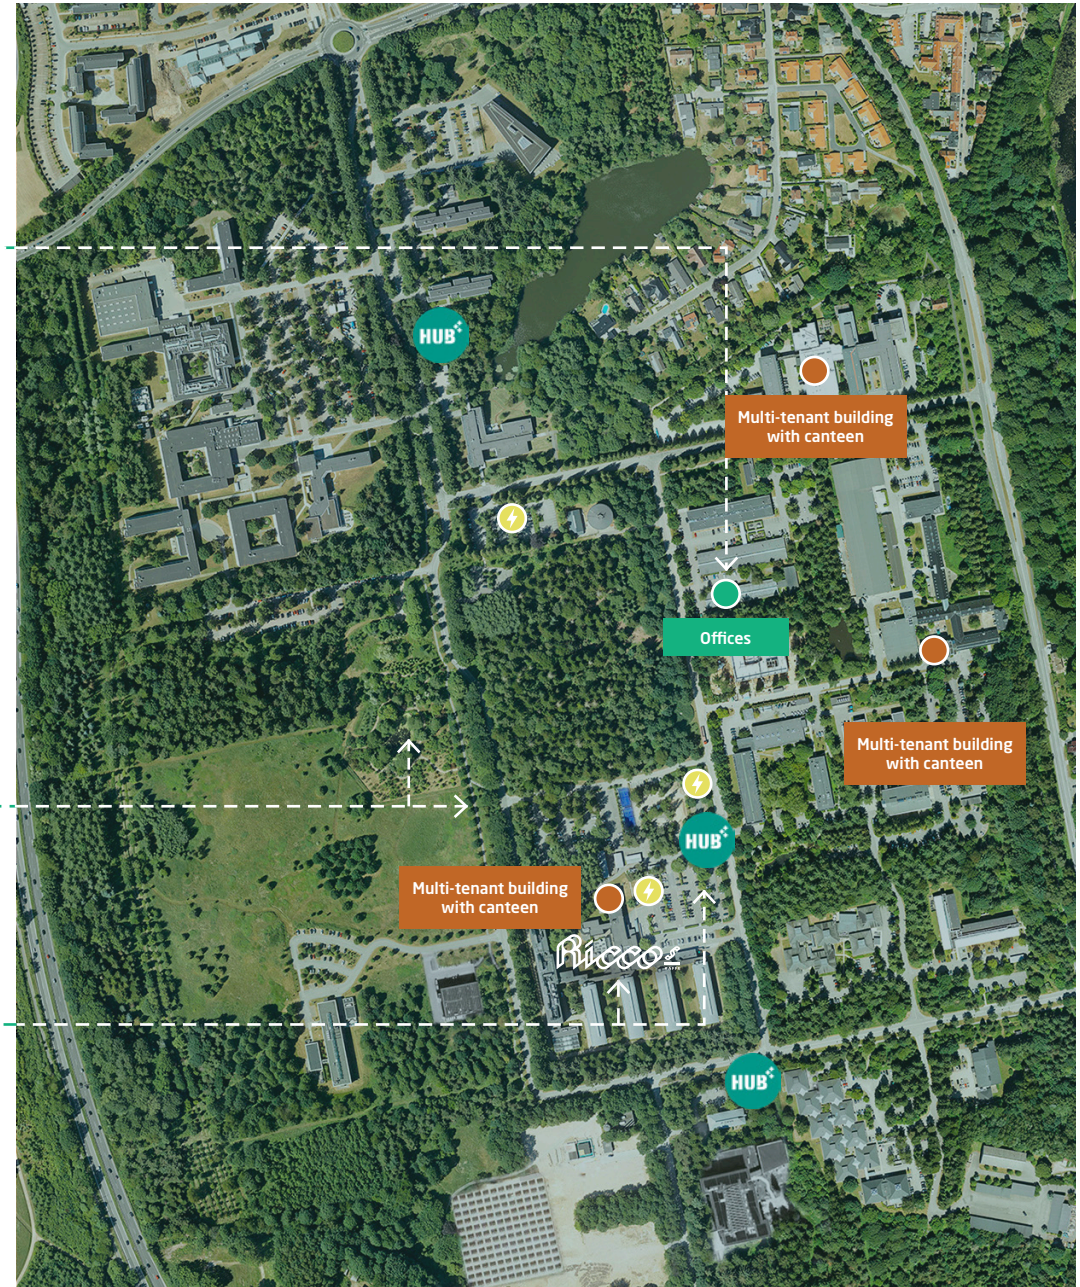 HUB
Multi-tenant building
with canteen
Offices
Multi-tenant building
with canteen
HUB
Multi-tenant building
with canteen
Ricco's
HUB